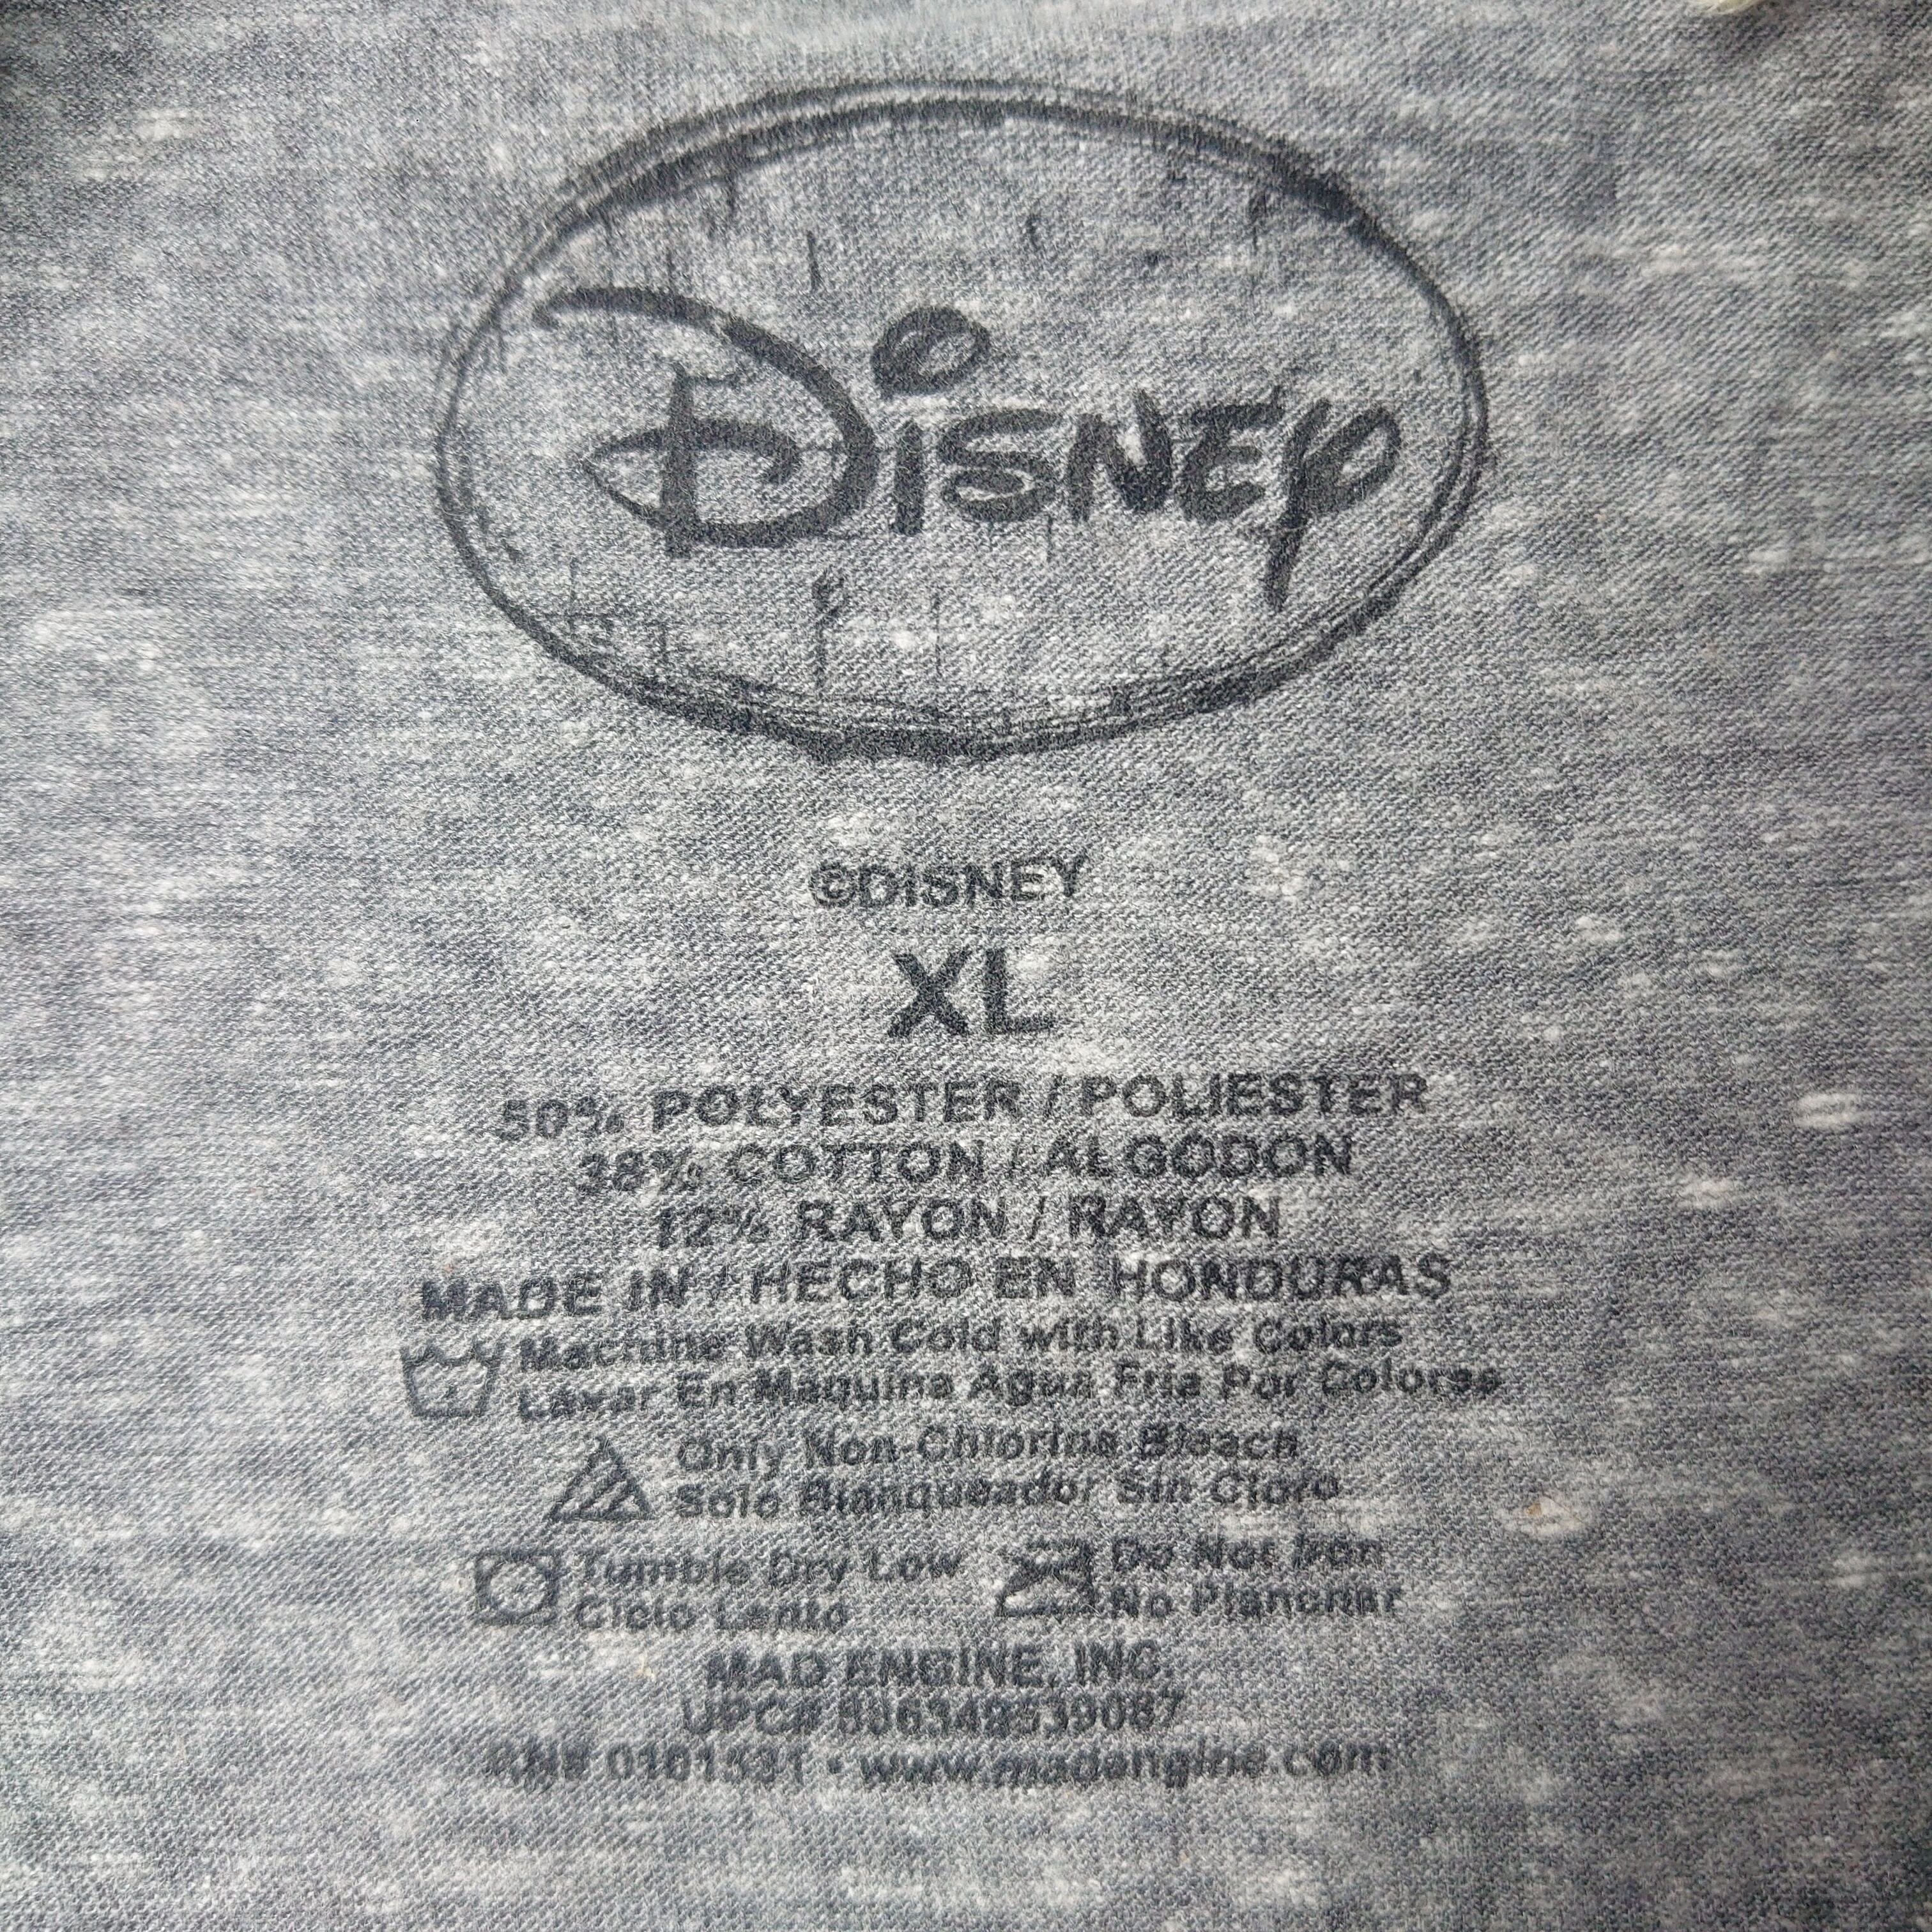 DISNEY
©DISNEY
XL
50% POLYESTER / POLIESTER
38% COTTON / ALGODON
12% RAYON / RAYON
MADE IN / HECHO EN HONDURAS
Machine Wash Cold with Like Colors
Lavar En Maquina Agua Fria Por Colores
Only Non-Chlorine Bleach
Solo Blanqueador Sin Cloro
Tumble Dry Low
Ciclo Lento
Do Not Iron
No Planchar
MAD ENGINE, INC.
UPC#
RN# • www.madengine.com